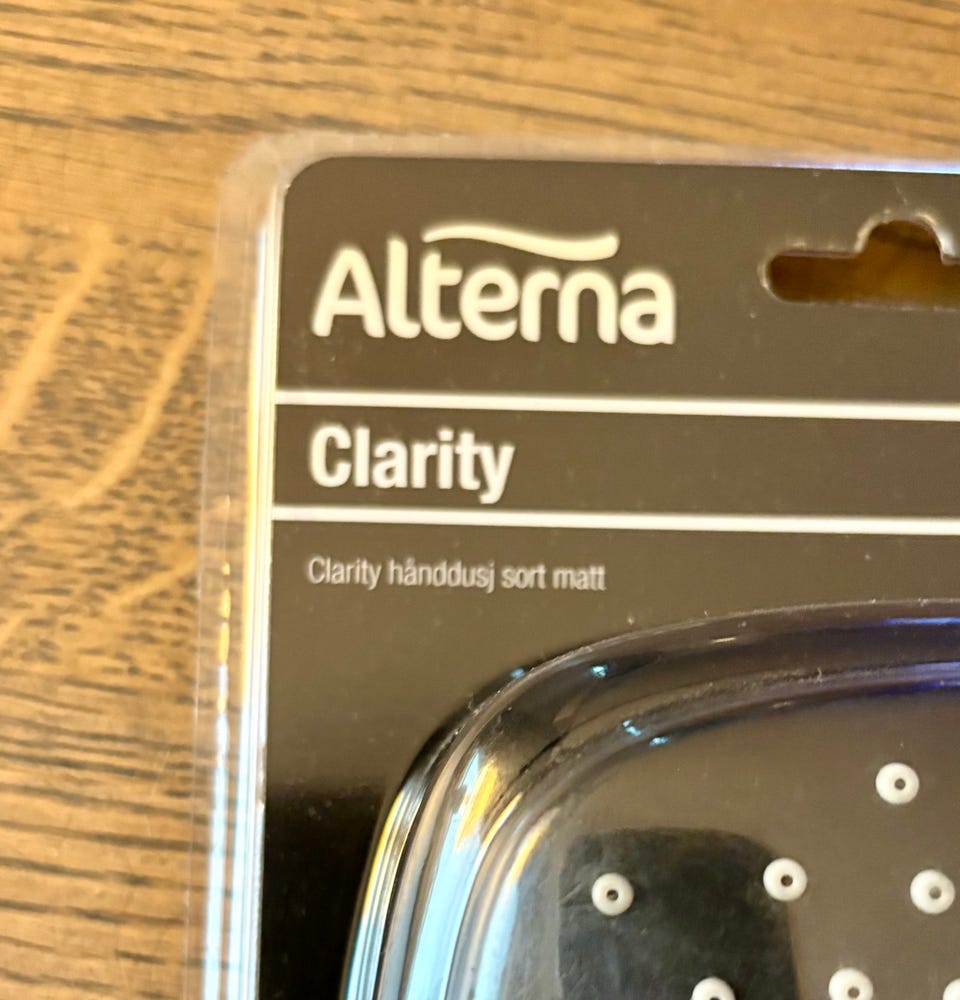 Alterna
Clarity
Clarity hånddusj sort matt